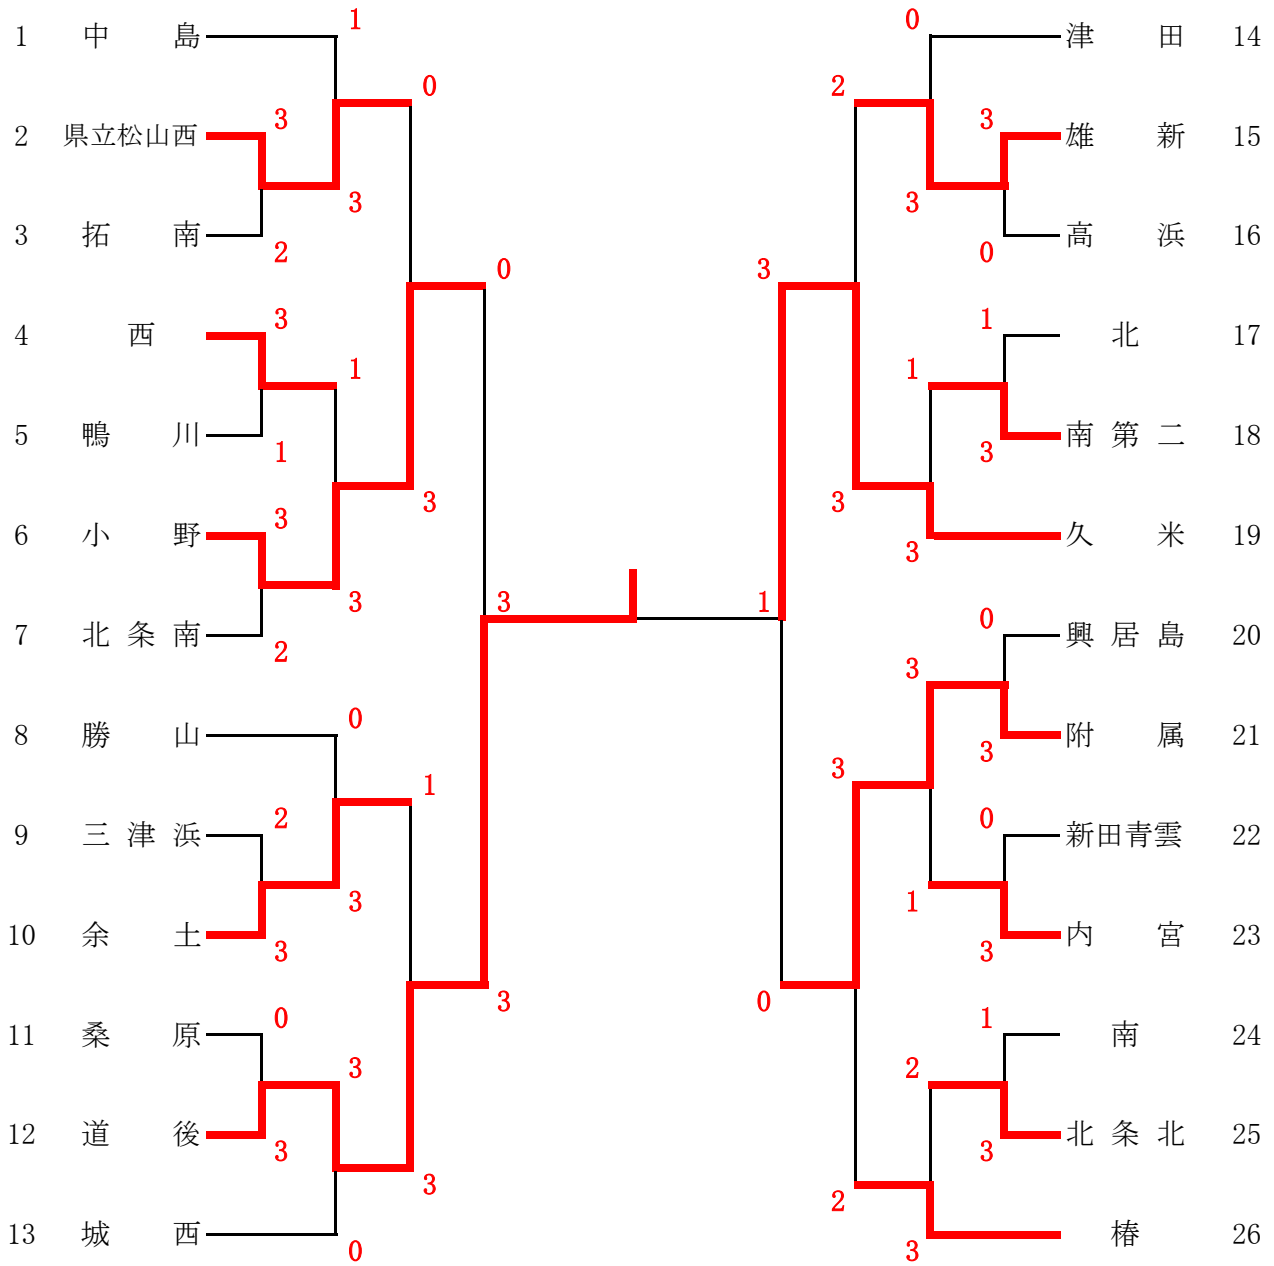 1 中島 1
0
2 県立松山西 3
3
3 拓南 2
0
4 西 3
1
5 鴨川 1
3
6 小野 3
3
7 北条南 2
3
8 勝山 0
1
9 三津浜 2
3
10 余土 3
3
11 桑原 0
3
12 道後 3
3
13 城西 0
0 津田 14
2
3 雄新 15
3
0 高浜 16
3
1 北 17
1
3 南第二 18
3
3 久米 19
1
0 興居島 20
3
3 附属 21
3
0 新田青雲 22
1
3 内宮 23
0
1 南 24
2
3 北条北 25
2
3 椿 26